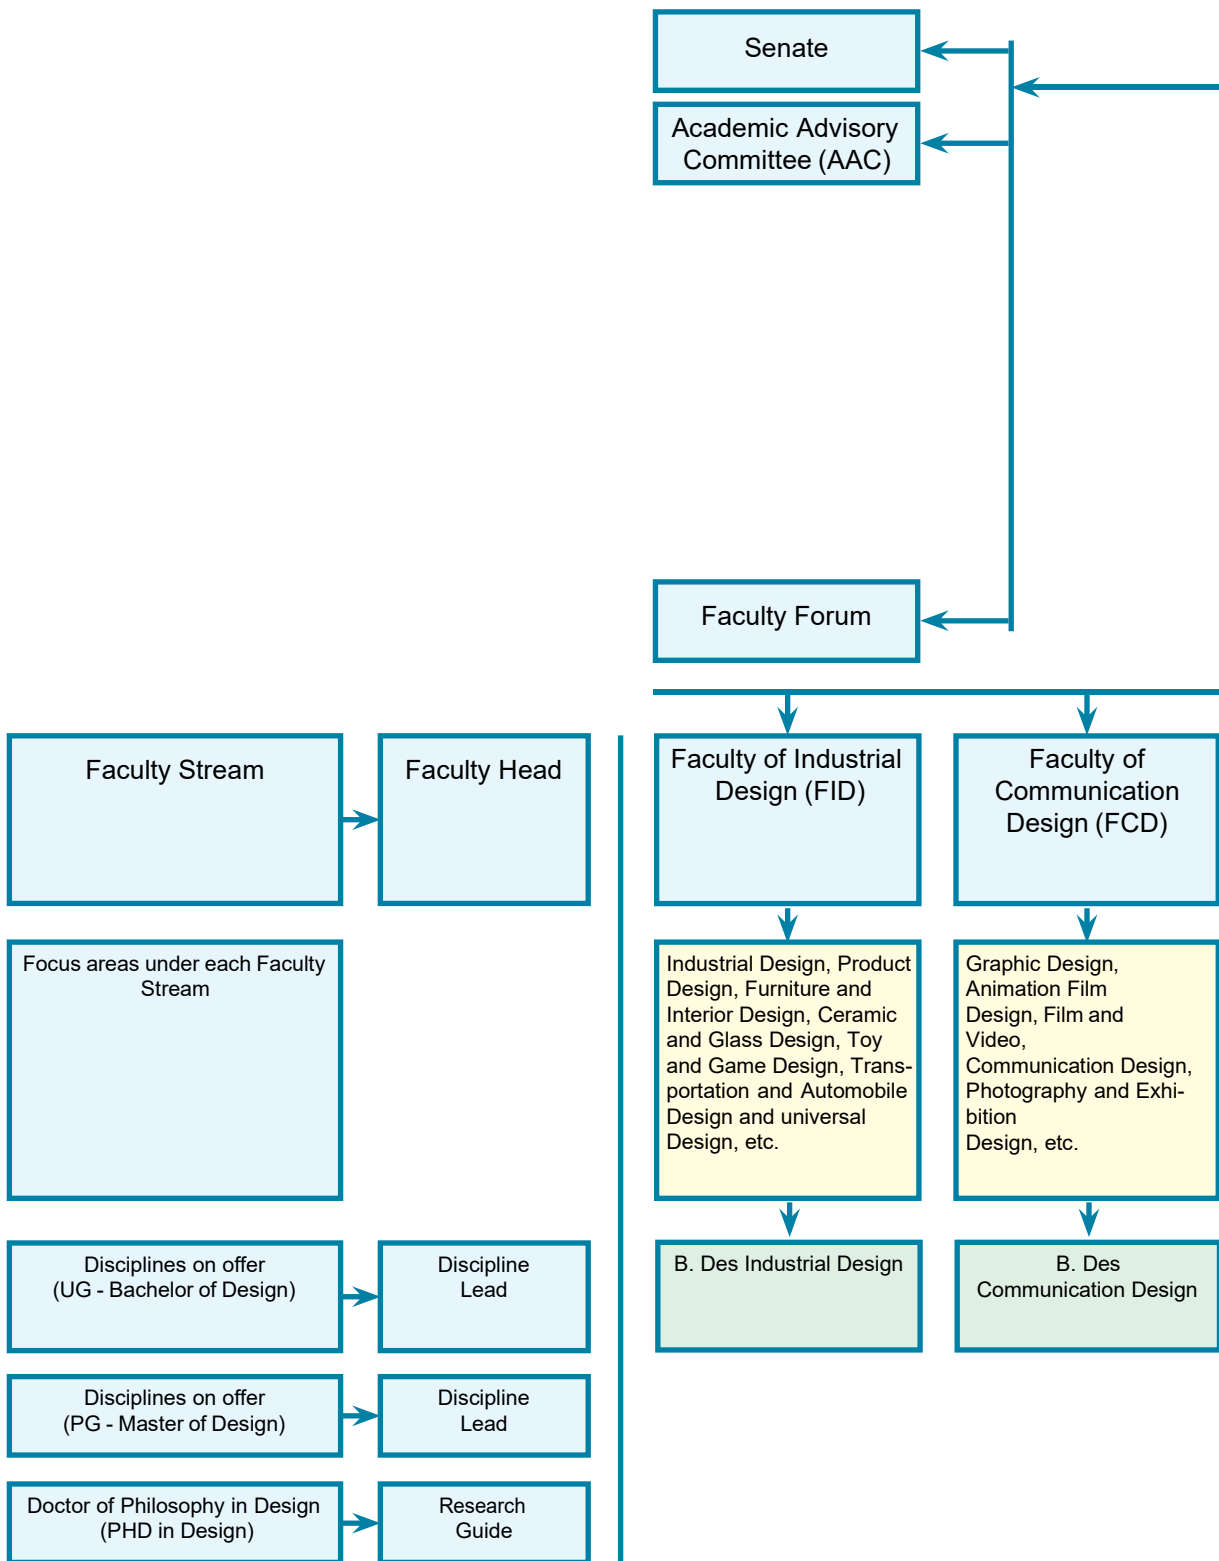 Senate
Academic Advisory
Committee (AAC)
Faculty Forum
Faculty Stream
Faculty Head
Faculty of Industrial
Design (FID)
Faculty of
Communication
Design (FCD)
Focus areas under each Faculty
Stream
Industrial Design, Product
Design, Furniture and
Interior Design, Ceramic
and Glass Design, Toy
and Game Design, Trans-
portation and Automobile
Design and universal
Design, etc.
Graphic Design,
Animation Film
Design, Film and
Video,
Communication Design,
Photography and Exhi-
bition
Design, etc.
Disciplines on offer
(UG - Bachelor of Design)
Discipline
Lead
B. Des Industrial Design
B. Des
Communication Design
Disciplines on offer
(PG - Master of Design)
Discipline
Lead
Doctor of Philosophy in Design
(PHD in Design)
Research
Guide